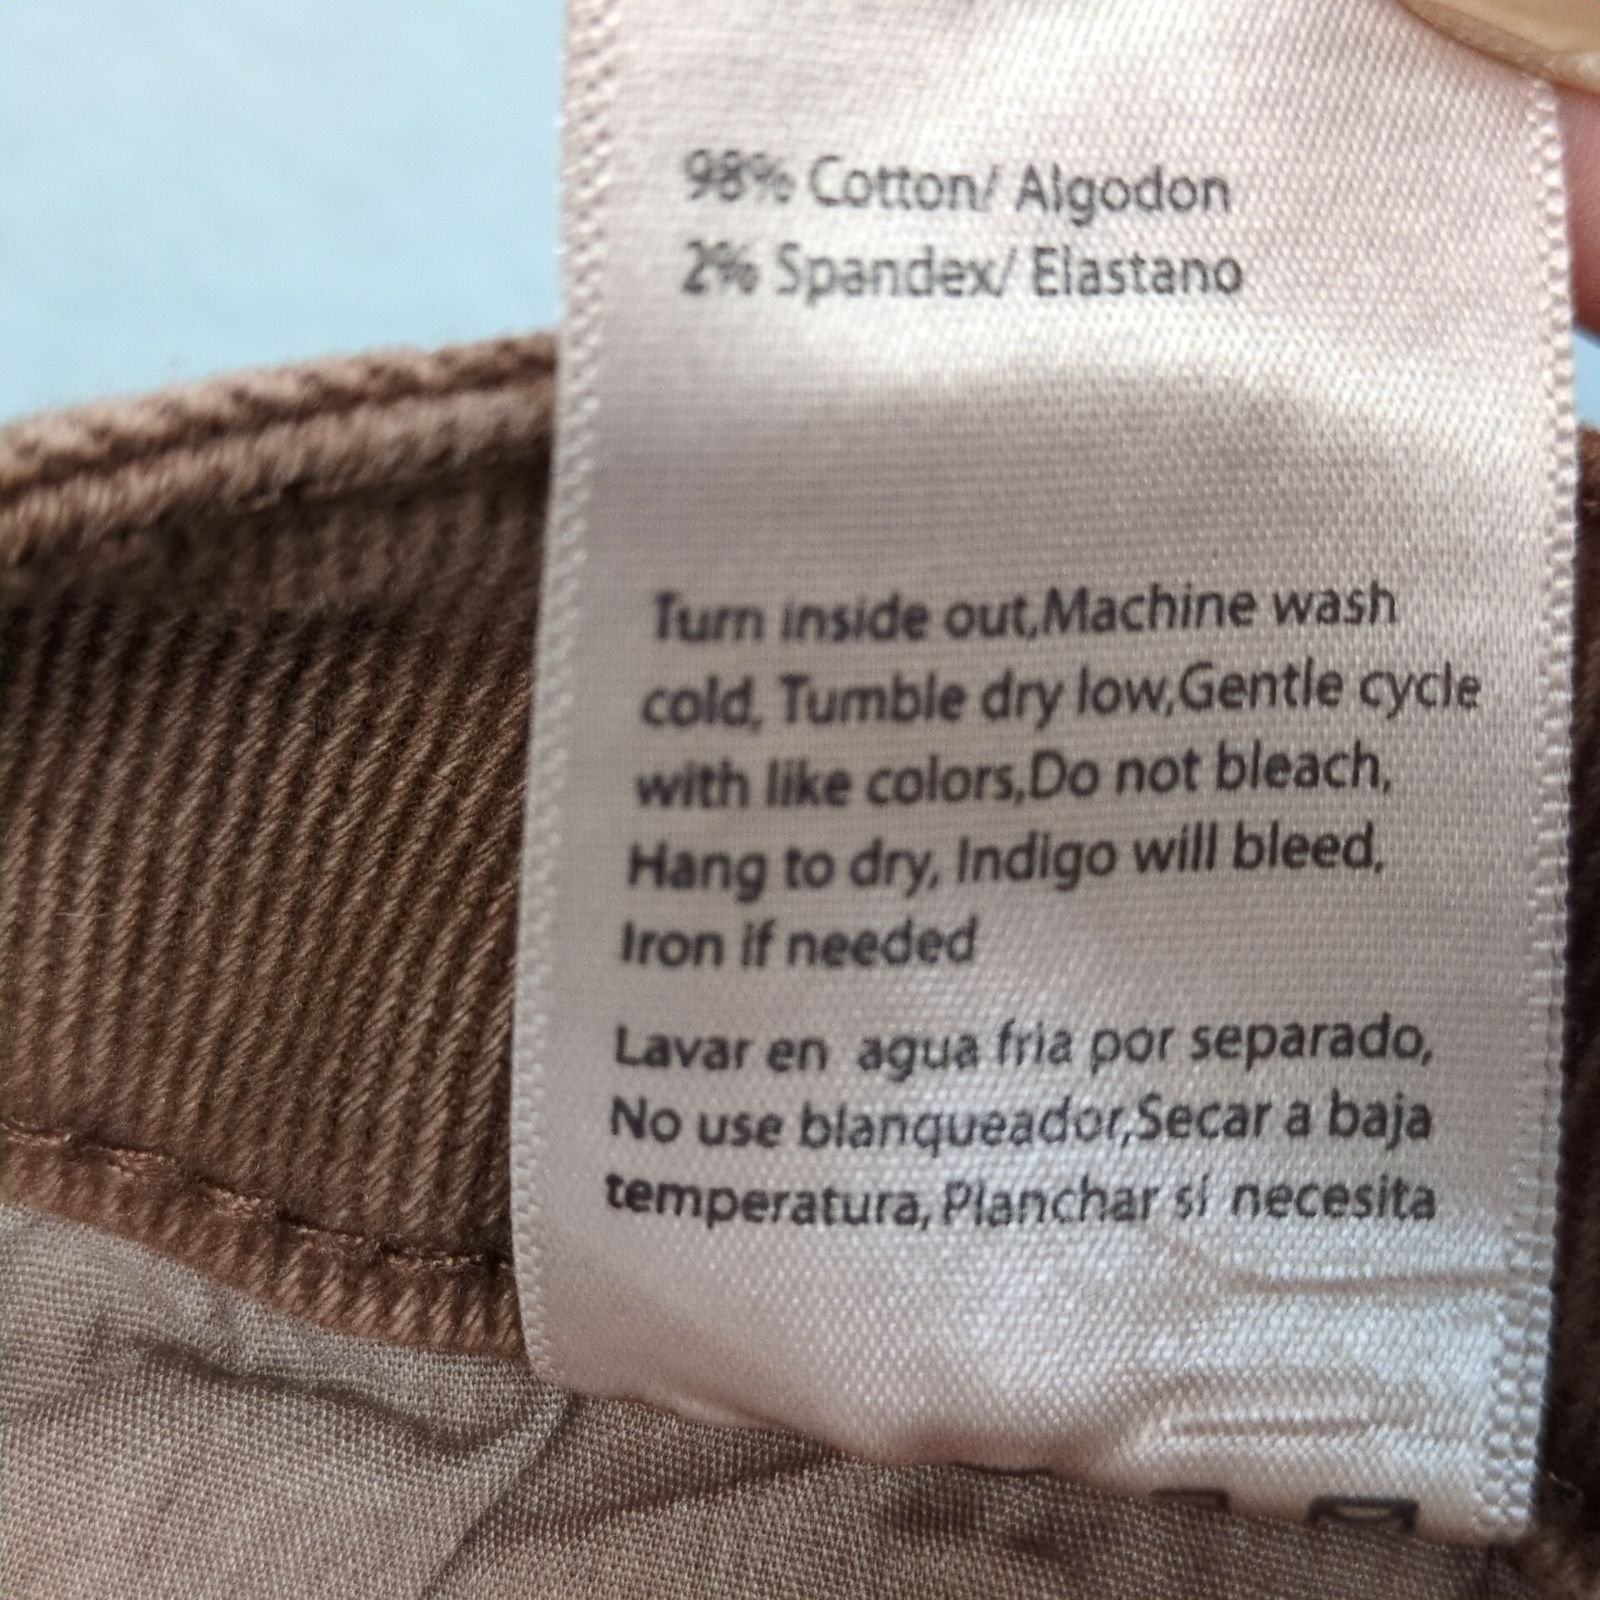 98% Cotton/ Algodon
2% Spandex/ Elastano
Turn inside out,Machine wash
cold, Tumble dry low,Gentle cycle
with like colors,Do not bleach,
Hang to dry, Indigo will bleed,
Iron if needed
Lavar en agua fria por separado,
No use blanqueador,Secar a baja
temperatura, Planchar si necesita